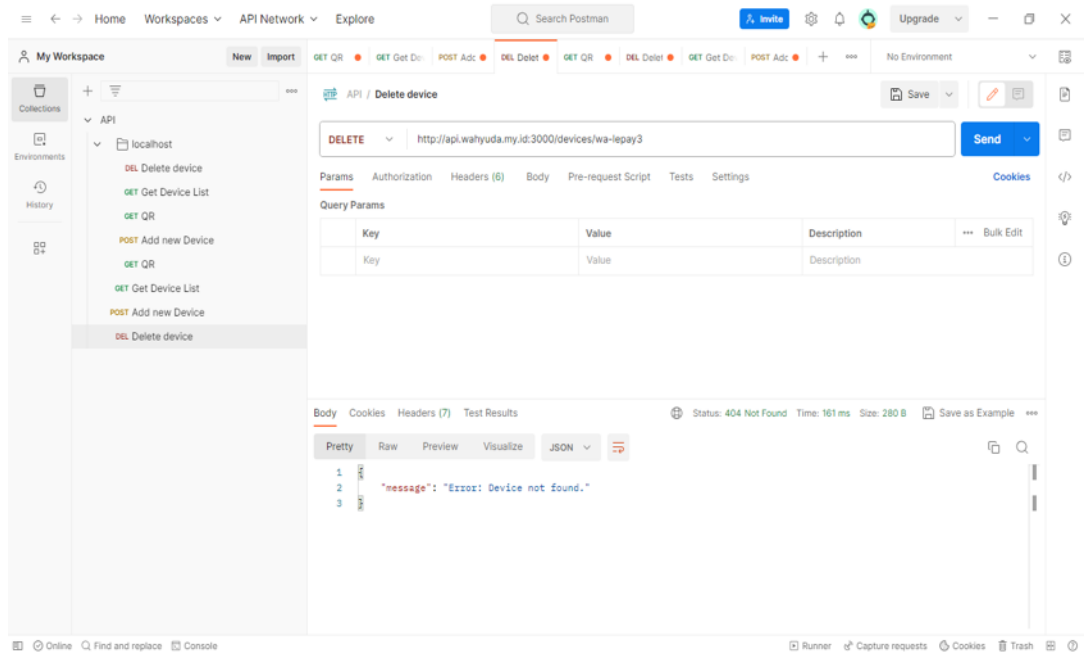 Home Workspaces API Network Explore Search Postman Invite Upgrade
My Workspace New Import GET QR GET Get De POST Adc DEL Delet GET QR DEL Delet GET Get De POST Adc No Environment
Collections
Environments
History
API
localhost
DEL Delete device
GET Get Device List
GET QR
POST Add new Device
GET QR
GET Get Device List
POST Add new Device
DEL Delete device
HTTP API / Delete device Save
DELETE http://api.wahyuda.my.id:3000/devices/wa-lepay3 Send
Params Authorization Headers (6) Body Pre-request Script Tests Settings Cookies
Query Params
Key Value Description Bulk Edit
Key Value Description
Body Cookies Headers (7) Test Results Status: 404 Not Found Time: 161 ms Size: 280 B Save as Example
Pretty Raw Preview Visualize JSON
1 {
2 "message": "Error: Device not found."
3 }
Online Find and replace Console Runner Capture requests Cookies Trash